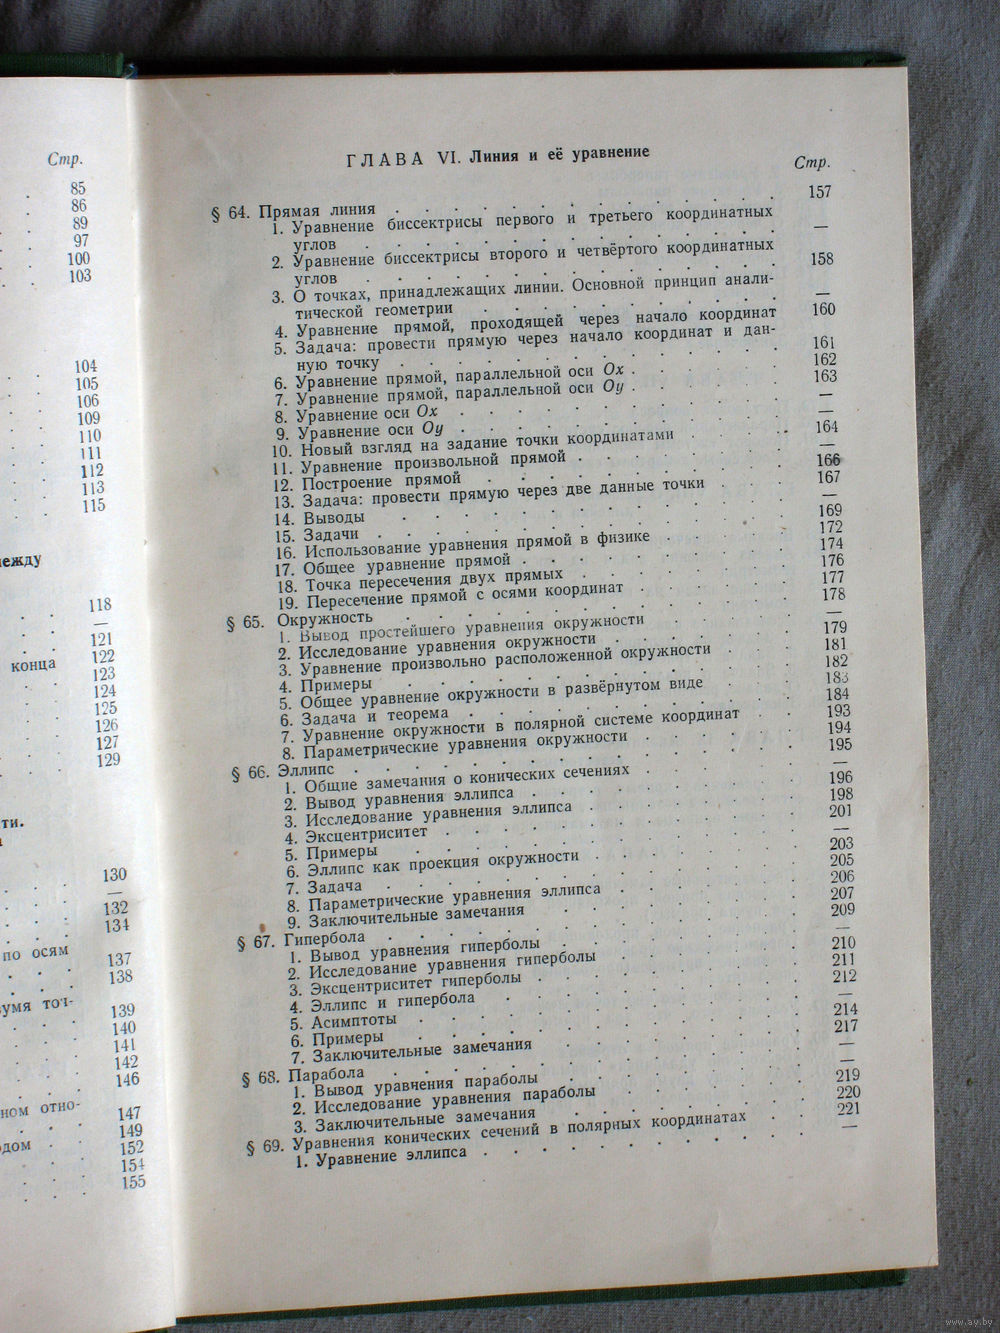 Стр.
85
86
89
97
100
103
104
105
106
109
110
111
112
113
115
ежду
118
—
121
конца 122
123
124
125
126
127
129
ти.
130
—
132
134
по осям
137
138
умя точ-
139
140
141
142
146
ном отно-
147
149
дом . 152
154
155
ГЛАВА VI. Линия и её уравнение
Стр.
§ 64. Прямая линия . . . 157
1. Уравнение биссектрисы первого и третьего координатных
углов . . . —
2. Уравнение биссектрисы второго и четвёртого координатных
углов . . . 158
3. О точках, принадлежащих линии. Основной принцип анали-
тической геометрии . . . —
4. Уравнение прямой, проходящей через начало координат 160
5. Задача: провести прямую через начало координат и дан-
ную точку . . . 161
6. Уравнение прямой, параллельной оси Ox . . . 162
7. Уравнение прямой, параллельной оси Oy . . . 163
8. Уравнение оси Ox . . . —
9. Уравнение оси Oy . . . —
10. Новый взгляд на задание точки координатами . . . 164
11. Уравнение произвольной прямой . . . —
12. Построение прямой . . . 166
13. Задача: провести прямую через две данные точки . . . 167
14. Выводы . . . —
15. Задачи . . . 169
16. Использование уравнения прямой в физике . . . 172
17. Общее уравнение прямой . . . 174
18. Точка пересечения двух прямых . . . 176
19. Пересечение прямой с осями координат . . . 177
§ 65. Окружность . . . 178
1. Вывод простейшего уравнения окружности . . . —
2. Исследование уравнения окружности . . . 179
3. Уравнение произвольно расположенной окружности . . . 181
4. Примеры . . . 182
5. Общее уравнение окружности в развёрнутом виде . . . 183
6. Задача и теорема . . . 184
7. Уравнение окружности в полярной системе координат . . 193
8. Параметрические уравнения окружности . . . 194
§ 66. Эллипс . . . 195
1. Общие замечания о конических сечениях . . . —
2. Вывод уравнения эллипса . . . 196
3. Исследование уравнения эллипса . . . 198
4. Эксцентриситет . . . 201
5. Примеры . . . —
6. Эллипс как проекция окружности . . . 203
7. Задача . . . 205
8. Параметрические уравнения эллипса . . . 206
9. Заключительные замечания . . . 207
§ 67. Гипербола . . . 209
1. Вывод уравнения гиперболы . . . —
2. Исследование уравнения гиперболы . . . 210
3. Эксцентриситет гиперболы . . . 211
4. Эллипс и гипербола . . . 212
5. Асимптоты . . . —
6. Примеры . . . 214
7. Заключительные замечания . . . 217
§ 68. Парабола . . . —
1. Вывод уравнения параболы . . . —
2. Исследование уравнения параболы . . . 219
3. Заключительные замечания . . . 220
§ 69. Уравнения конических сечений в полярных координатах . . 221
1. Уравнение эллипса . . . —
www.ay.by